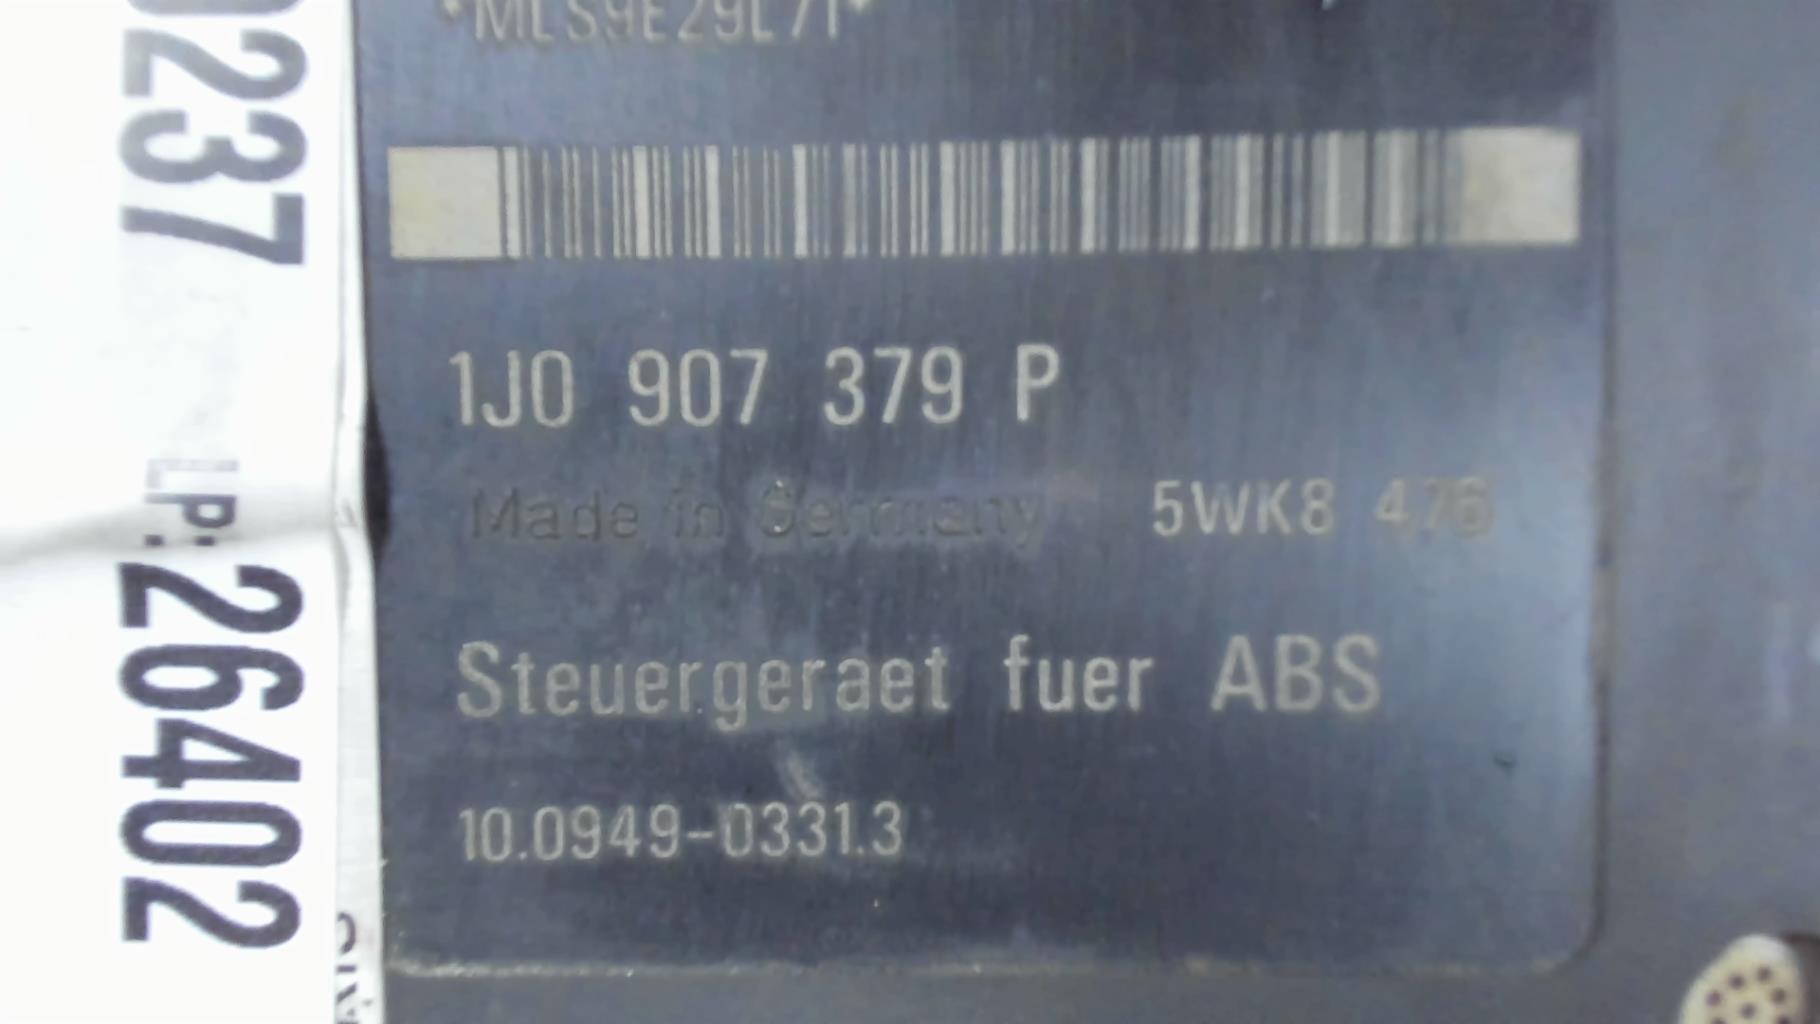 *MLS9E29L71*
1J0 907 379 P
Made in Germany 5WK8 476
Steuergeraet fuer ABS
10.0949-0331.3
0237
LP: 26402